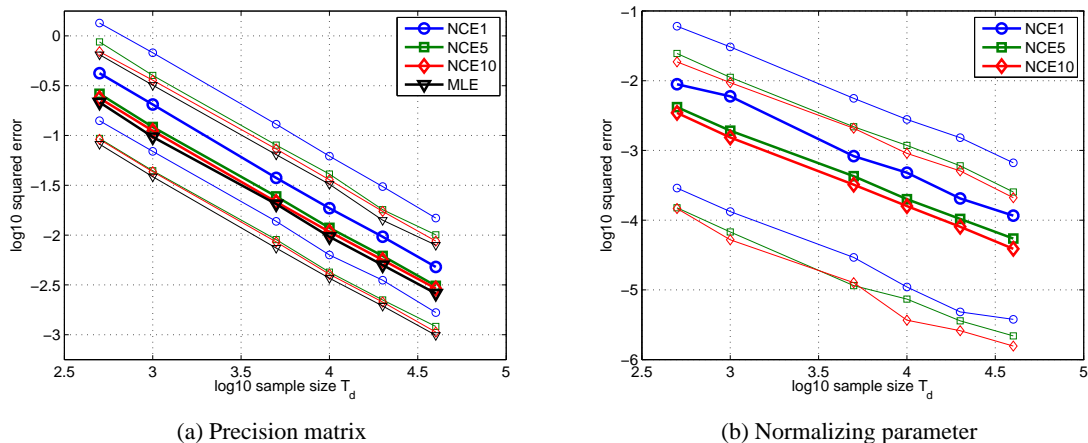 0
−0.5
−1
−1.5
−2
−2.5
−3
log10 squared error
2.5 3 3.5 4 4.5 5
log10 sample size T_d
NCE1
NCE5
NCE10
MLE
(a) Precision matrix
−1
−2
−3
−4
−5
−6
log10 squared error
2.5 3 3.5 4 4.5 5
log10 sample size T_d
NCE1
NCE5
NCE10
(b) Normalizing parameter